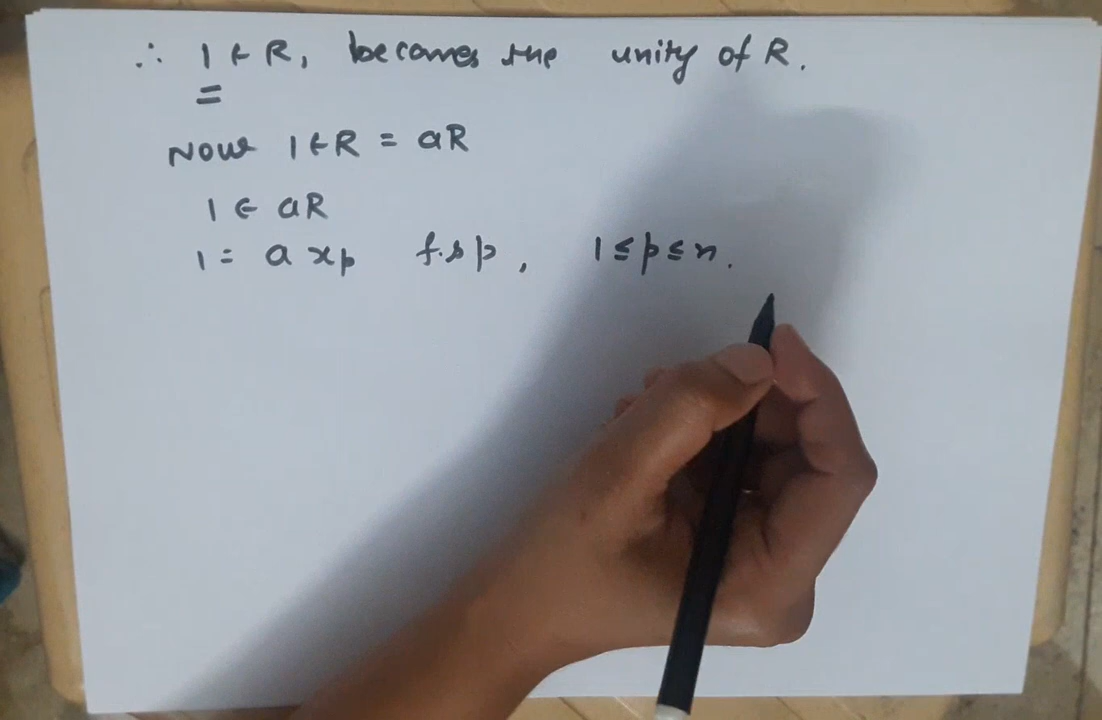 ∴ 1 ∈ R, becomes the unity of R.
Now 1 ∈ R = aR
1 ∈ aR
1 = a xp f.s p, 1 ≤ p ≤ n.